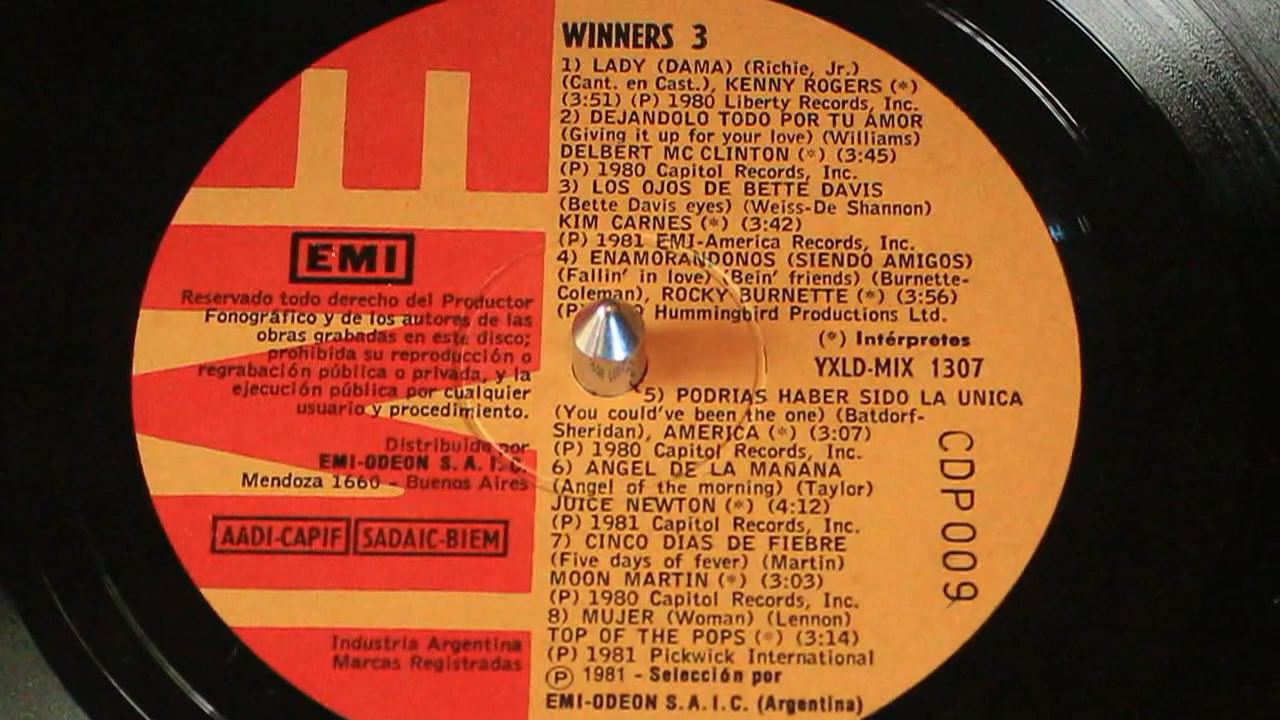 WINNERS 3
1) LADY (DAMA) (Richie, Jr.)
(Cant. en Cast.), KENNY ROGERS (*)
(3:51) (P) 1980 Liberty Records, Inc.
2) DEJANDOLO TODO POR TU AMOR
(Giving it up for your love) (Williams)
DELBERT MC CLINTON (*) (3:45)
(P) 1980 Capitol Records, Inc.
3) LOS OJOS DE BETTE DAVIS
(Bette Davis eyes) (Weiss-De Shannon)
KIM CARNES (*) (3:42)
(P) 1981 EMI-America Records, Inc.
4) ENAMORANDONOS (SIENDO AMIGOS)
(Fallin' in love) (Bein' friends) (Burnette-
Coleman), ROCKY BURNETTE (*) (3:56)
Hummingbird Productions Ltd.
(*) Intérpretes
YXLD-MIX 1307
5) PODRIAS HABER SIDO LA UNICA
(You could've been the one) (Batdorf-
Sheridan), AMERICA (*) (3:07)
(P) 1980 Capitol Records, Inc.
6) ANGEL DE LA MAÑANA
(Angel of the morning) (Taylor)
JUICE NEWTON (*) (4:12)
(P) 1981 Capitol Records, Inc.
7) CINCO DIAS DE FIEBRE
(Five days of fever) (Martin)
MOON MARTIN (*) (3:03)
(P) 1980 Capitol Records, Inc.
8) MUJER (Woman) (Lennon)
TOP OF THE POPS (*) (3:14)
(P) 1981 Pickwick International
Ⓟ 1981 - Selección por
EMI-ODEON S.A.I.C. (Argentina)
CDP009
EMI
Reservado todo derecho del Productor
Fonográfico y de los autores de las
obras grabadas en este disco;
prohibida su reproducción o
regrabación pública o privada, y la
ejecución pública por cualquier
usuario y procedimiento.
Distribuido por
EMI-ODEON S.A.I.C.
Mendoza 1660 - Buenos Aires
AADI-CAPIF SADAIC-BIEM
Industria Argentina
Marcas Registradas